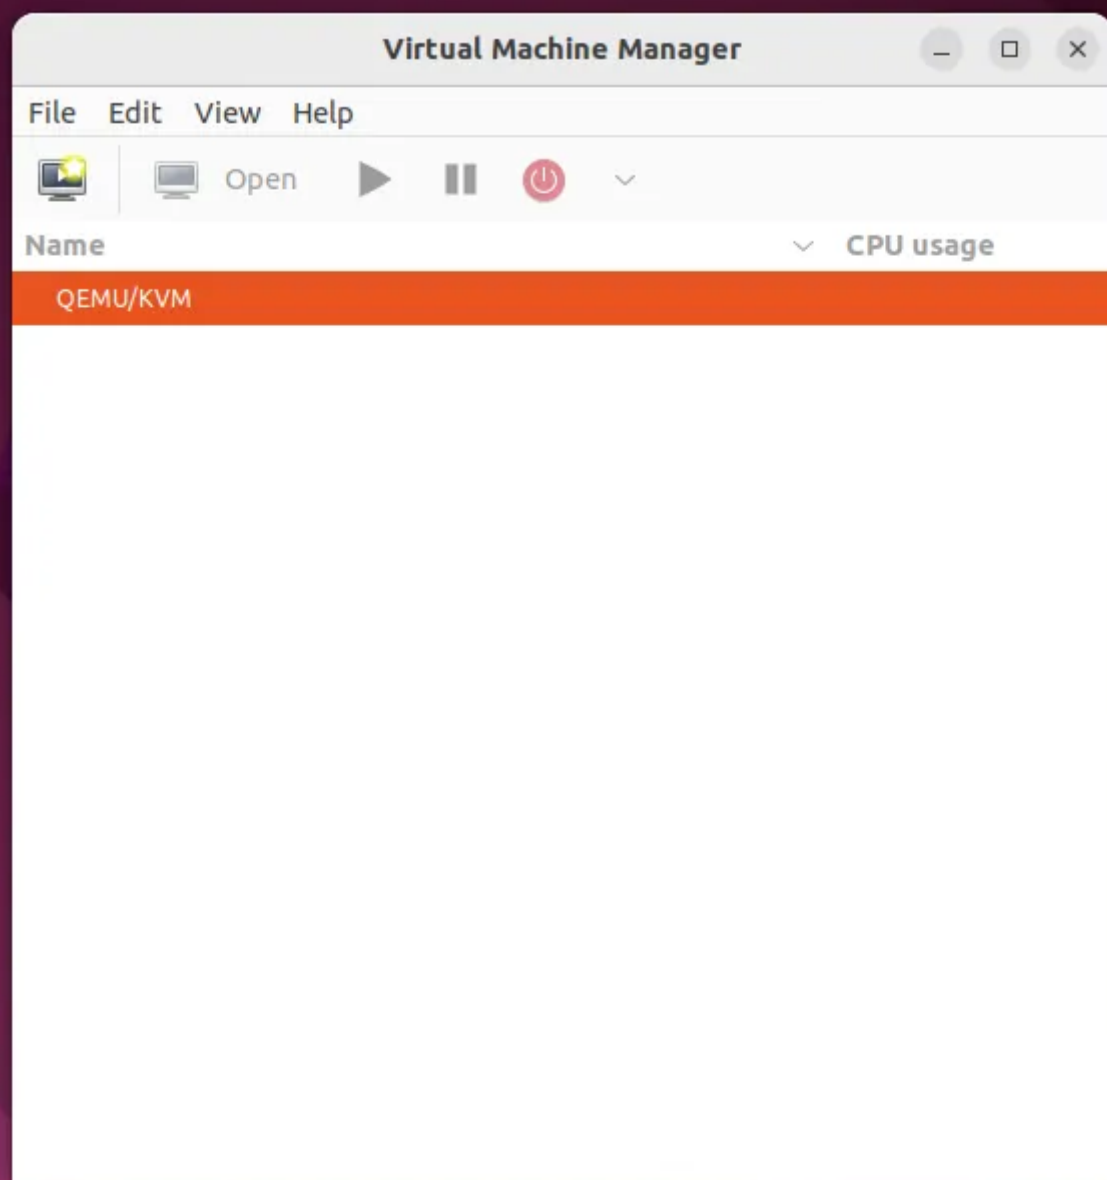 Virtual Machine Manager
File Edit View Help
Open
Name CPU usage
QEMU/KVM